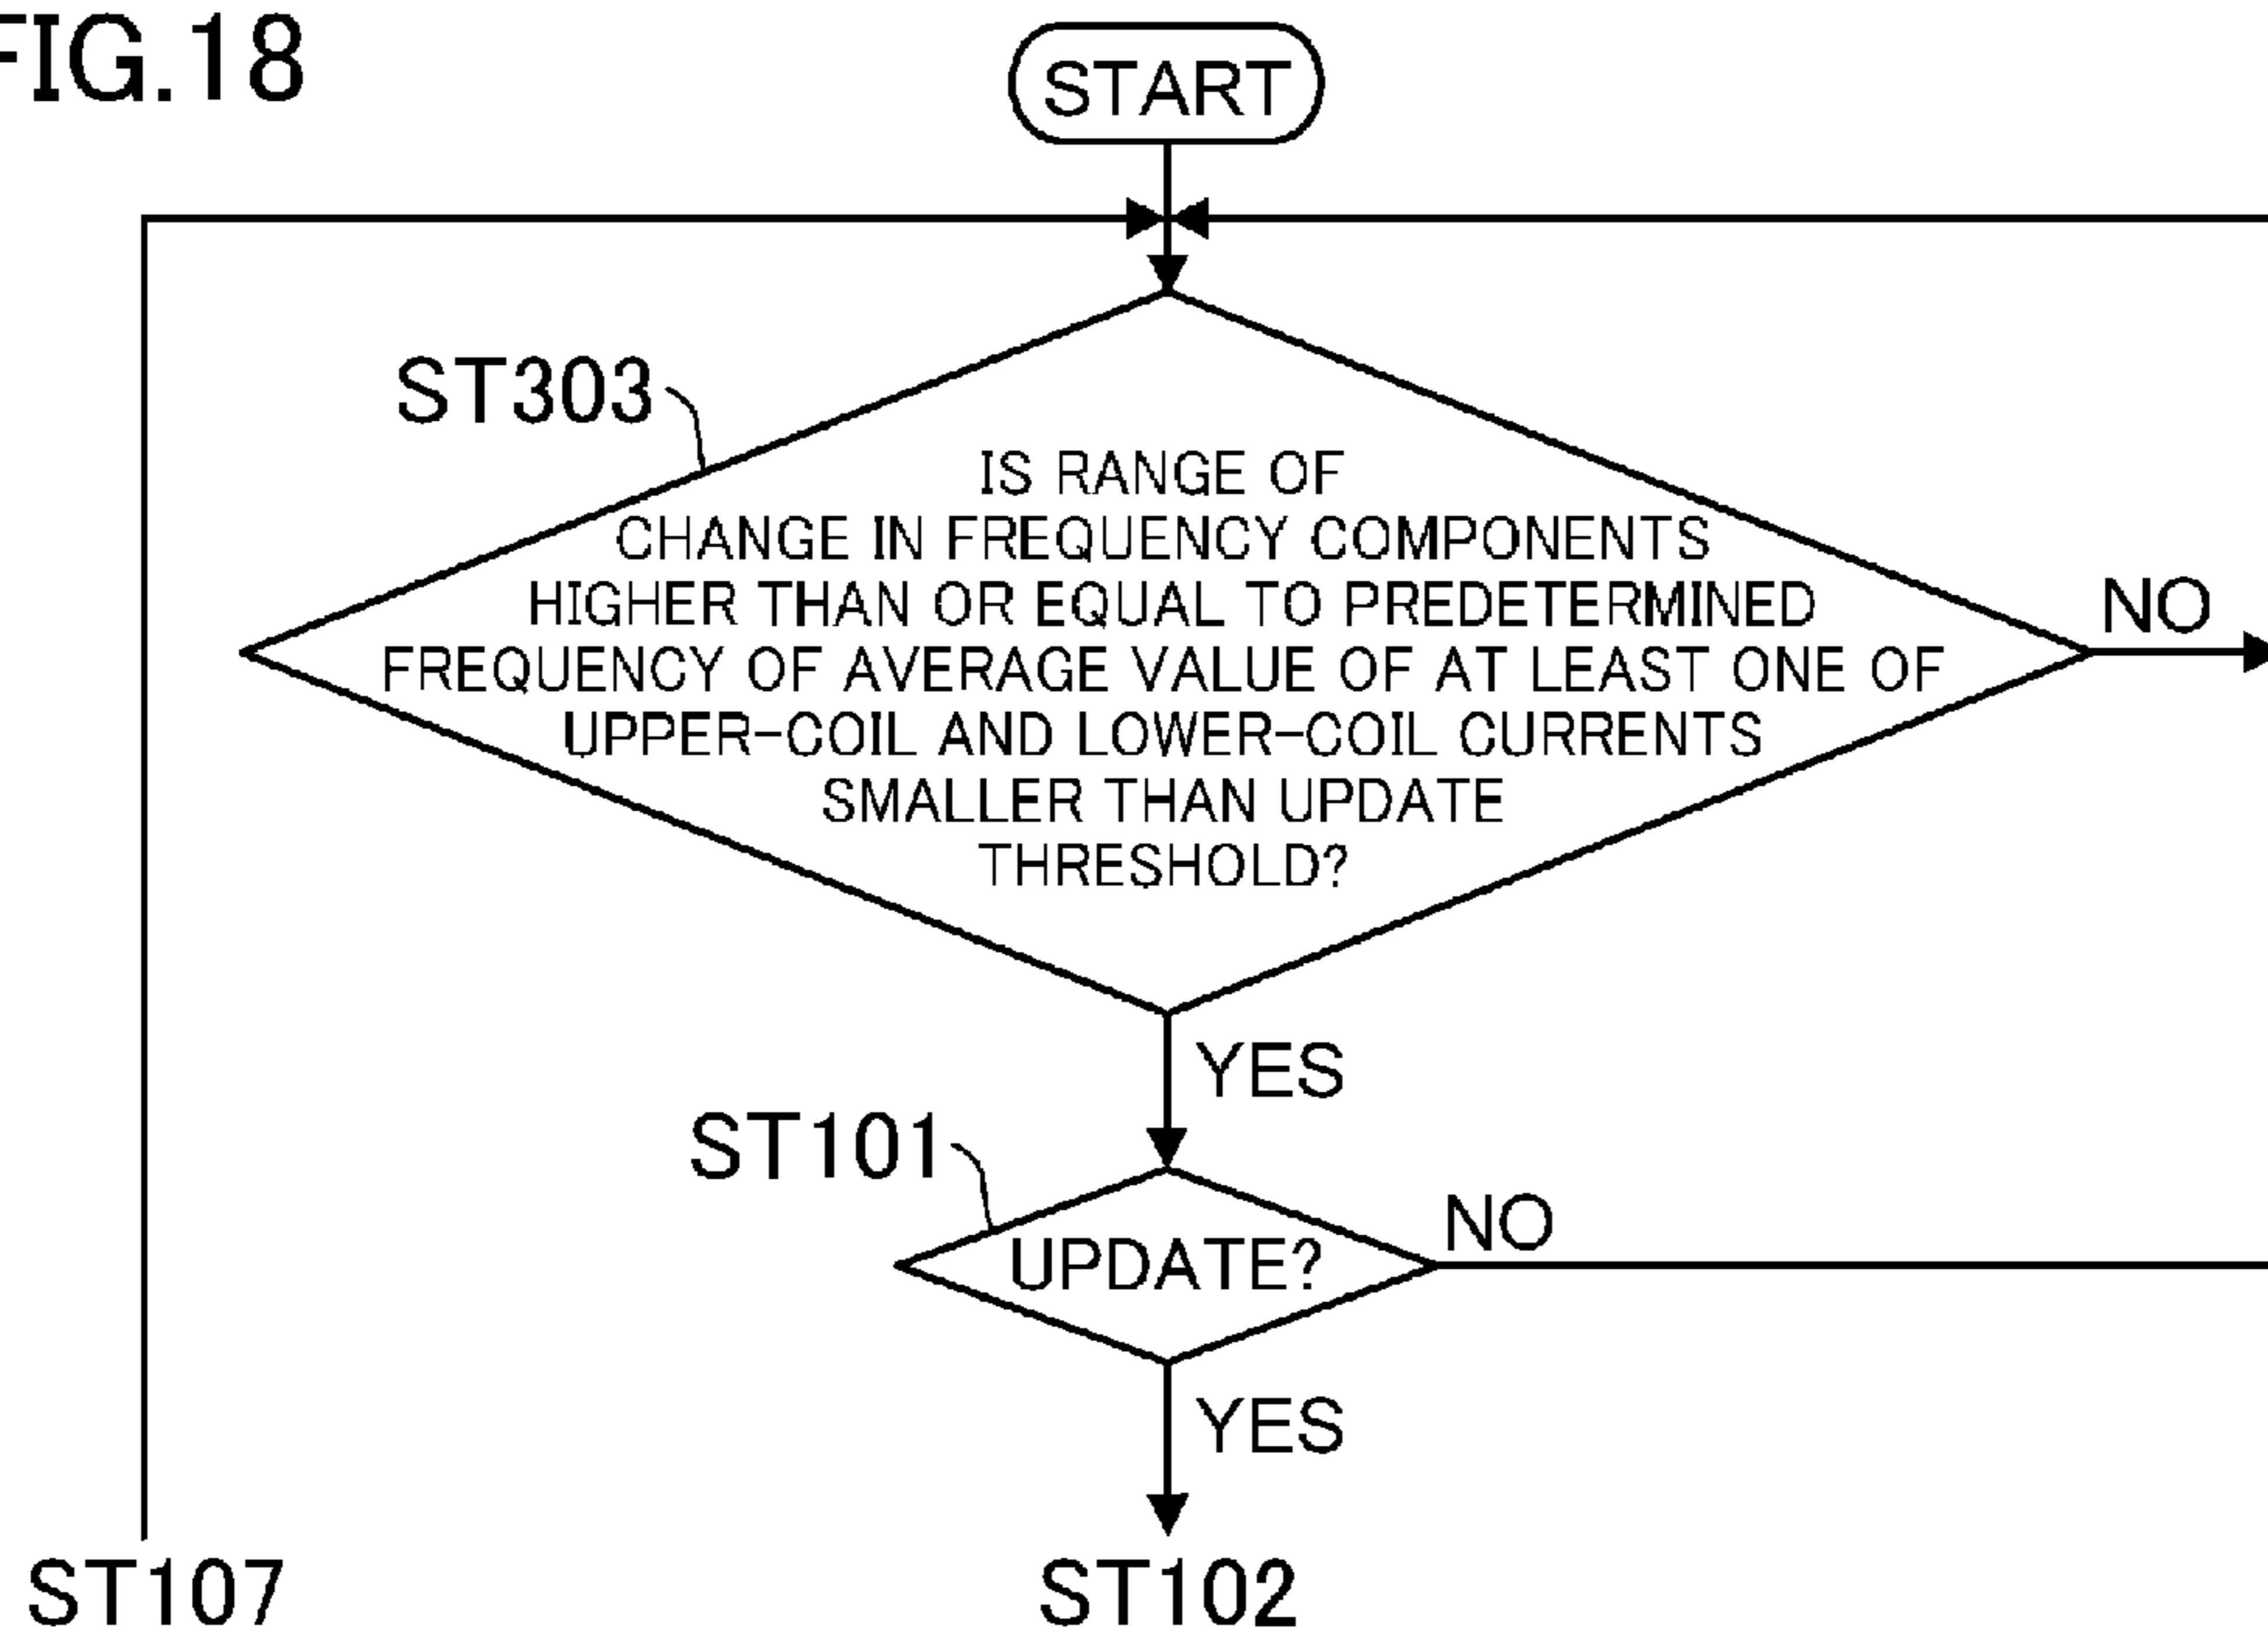 FIG.18
START
ST303
IS RANGE OF
CHANGE IN FREQUENCY COMPONENTS
HIGHER THAN OR EQUAL TO PREDETERMINED
FREQUENCY OF AVERAGE VALUE OF AT LEAST ONE OF
UPPER-COIL AND LOWER-COIL CURRENTS
SMALLER THAN UPDATE
THRESHOLD?
NO
YES
ST101
UPDATE?
NO
YES
ST107
ST102